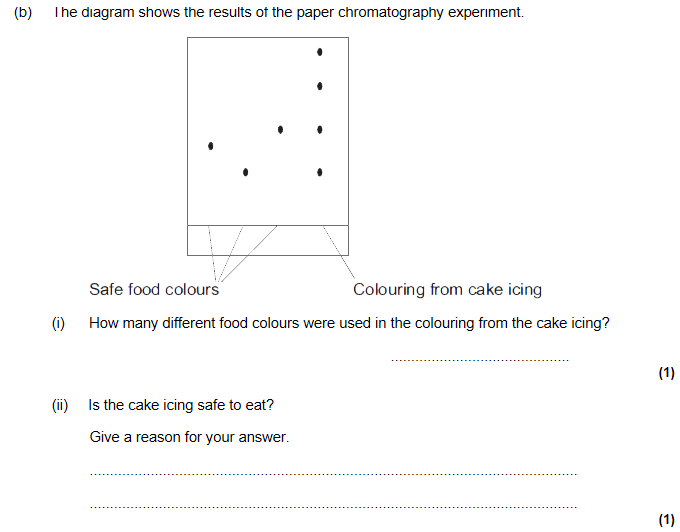 (b) The diagram shows the results of the paper chromatography experiment.
Safe food colours Colouring from cake icing
(i) How many different food colours were used in the colouring from the cake icing?
(1)
(ii) Is the cake icing safe to eat?
Give a reason for your answer.
(1)